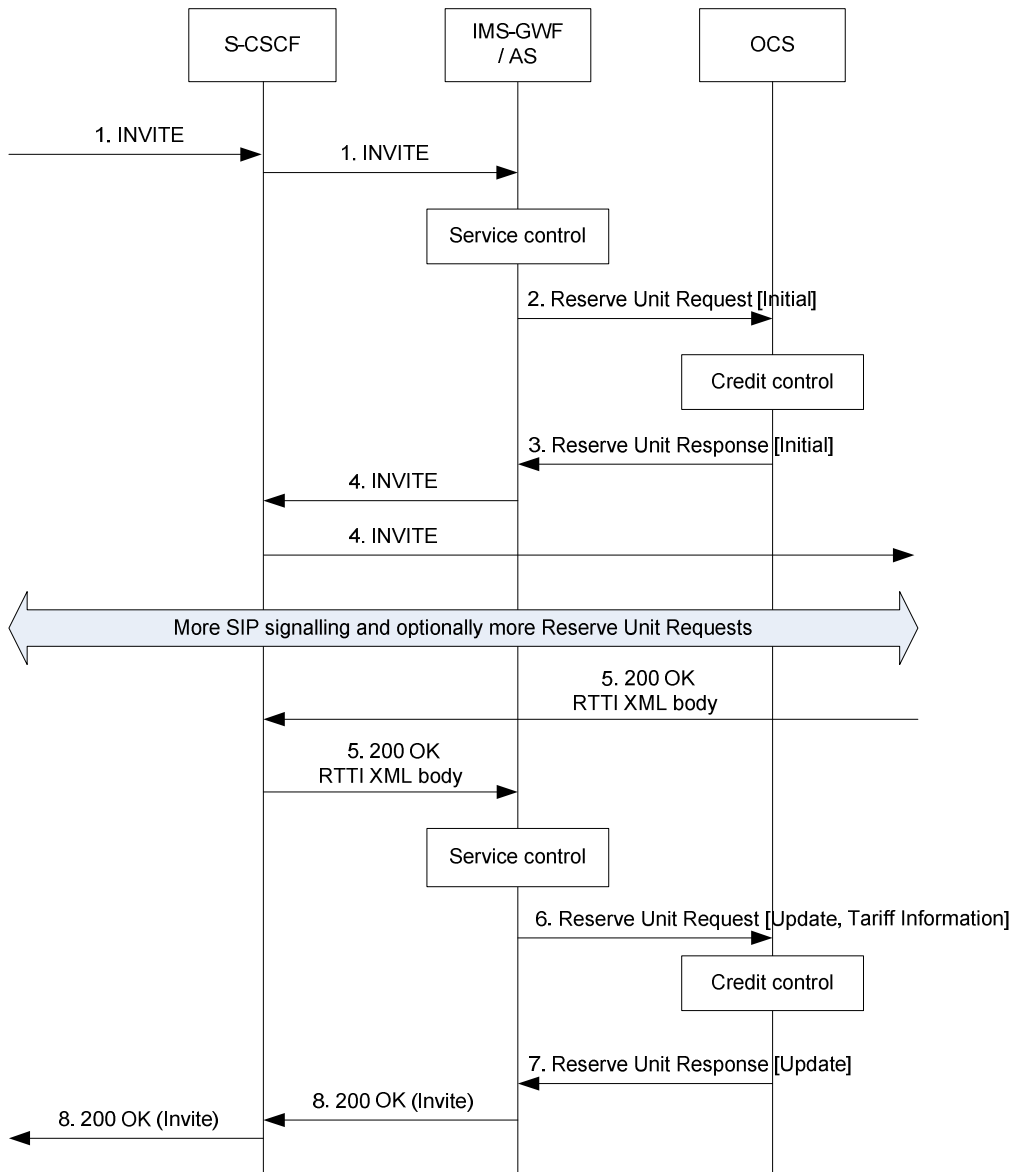 S-CSCF
IMS-GWF
/ AS
OCS
1. INVITE
1. INVITE
Service control
2. Reserve Unit Request [Initial]
Credit control
3. Reserve Unit Response [Initial]
4. INVITE
4. INVITE
More SIP signalling and optionally more Reserve Unit Requests
5. 200 OK
RTTI XML body
5. 200 OK
RTTI XML body
Service control
6. Reserve Unit Request [Update, Tariff Information]
Credit control
7. Reserve Unit Response [Update]
8. 200 OK (Invite)
8. 200 OK (Invite)